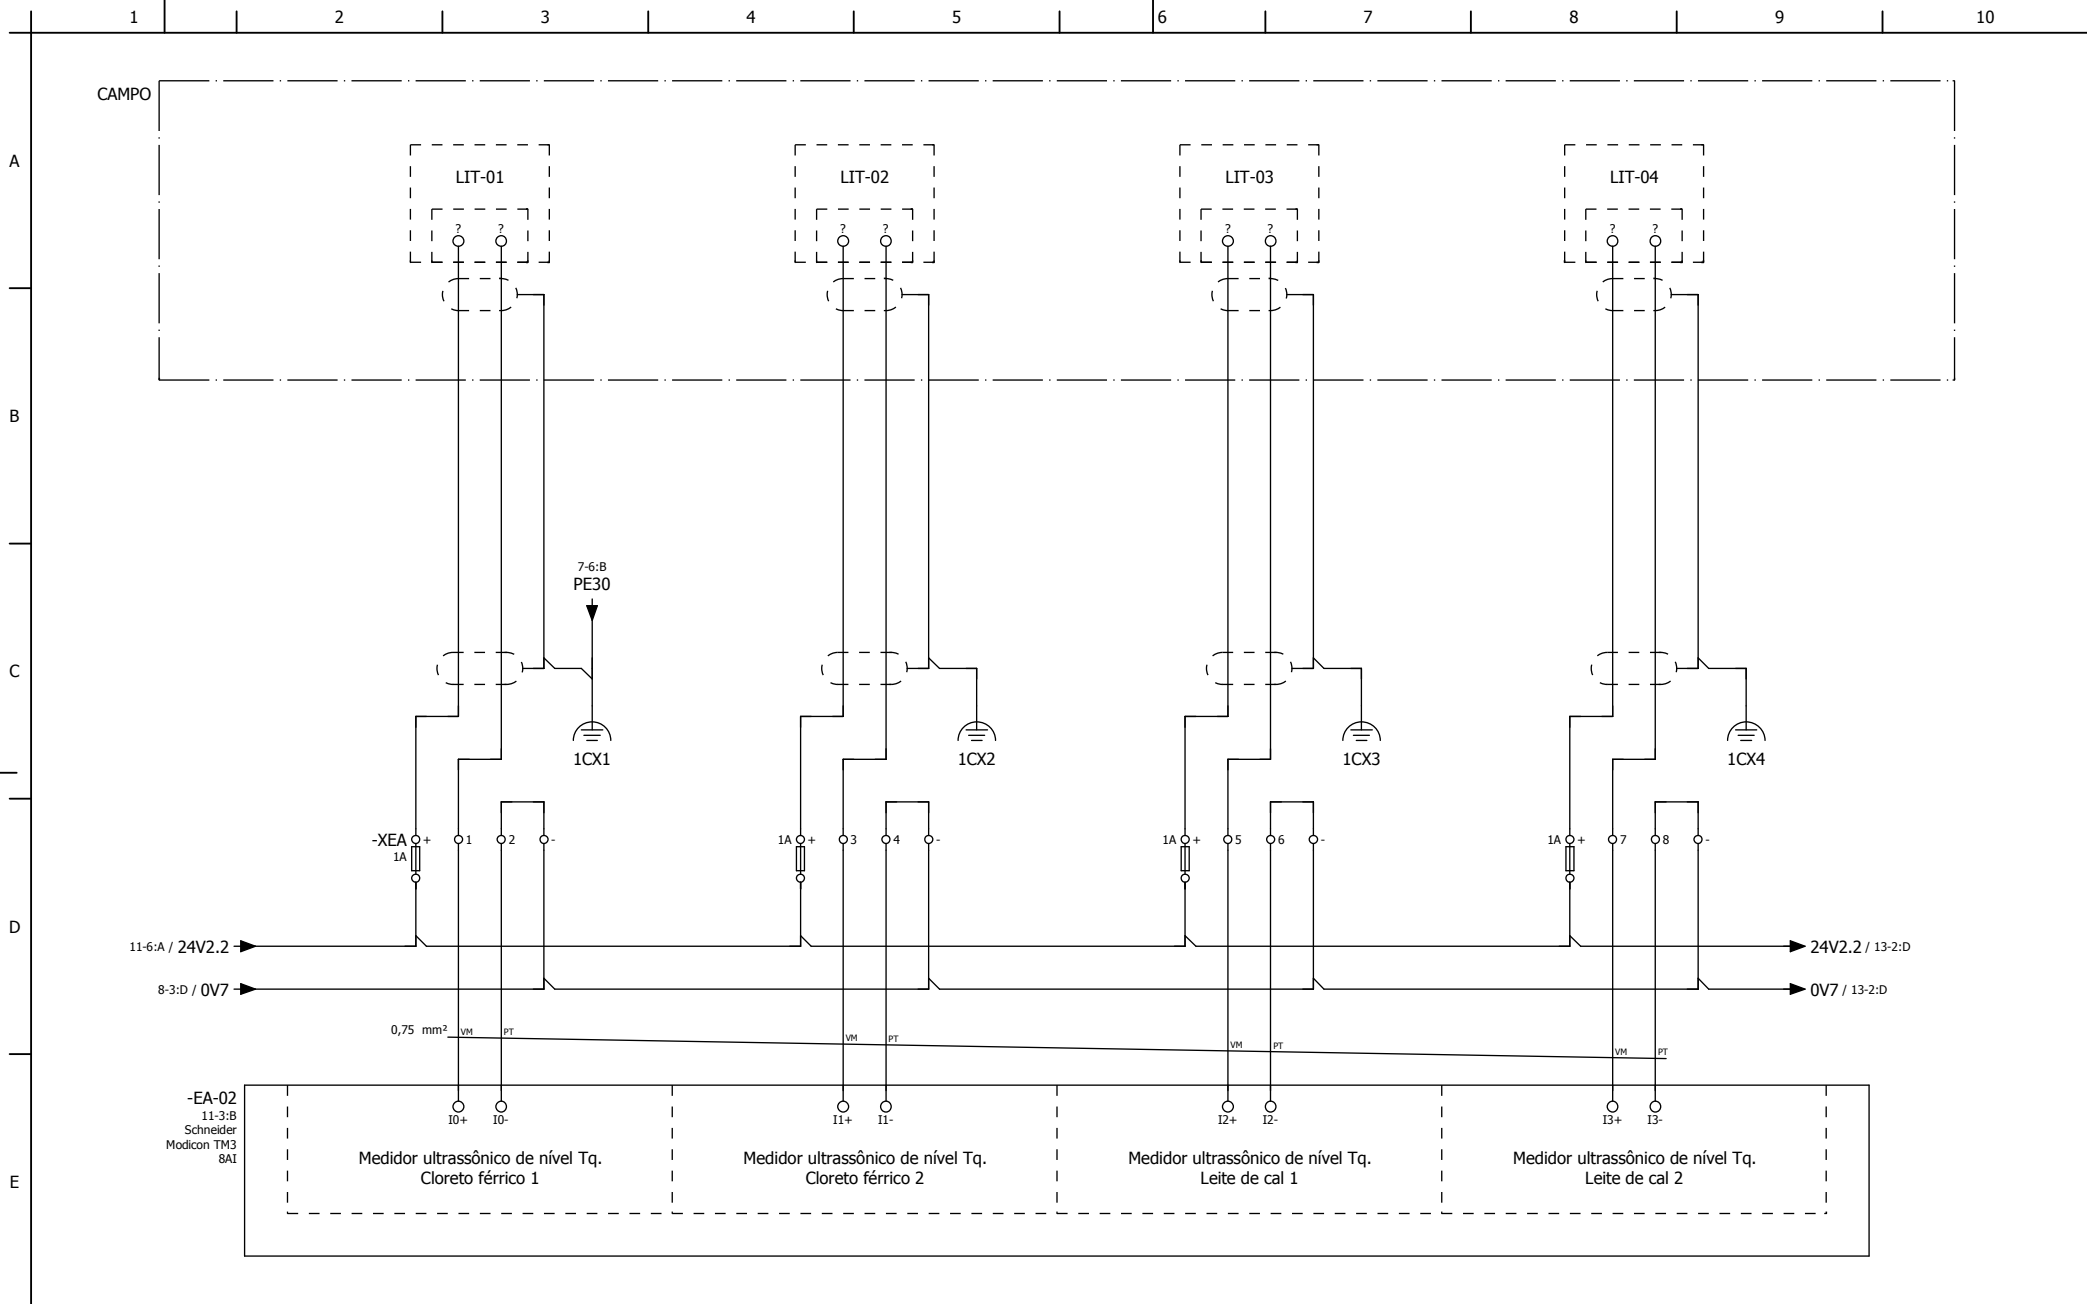 1 2 3 4 5 6 7 8 9 10
CAMPO
A
LIT-01 LIT-02 LIT-03 LIT-04
? ? ? ? ? ? ? ?
B
7-6:B
PE30
C
1CX1 1CX2 1CX3 1CX4
-XEA + 1 2 - 1A + 3 4 - 1A + 5 6 - 1A + 7 8 -
1A
D
11-6:A / 24V2.2 24V2.2 / 13-2:D
8-3:D / 0V7 0V7 / 13-2:D
0,75 mm² VM PT VM PT VM PT VM PT
-EA-02
11-3:B
Schneider
Modicon TM3
8AI
I0+ I0- I1+ I1- I2+ I2- I3+ I3-
E
Medidor ultrassônico de nível Tq.
Cloreto férrico 1
Medidor ultrassônico de nível Tq.
Cloreto férrico 2
Medidor ultrassônico de nível Tq.
Leite de cal 1
Medidor ultrassônico de nível Tq.
Leite de cal 2